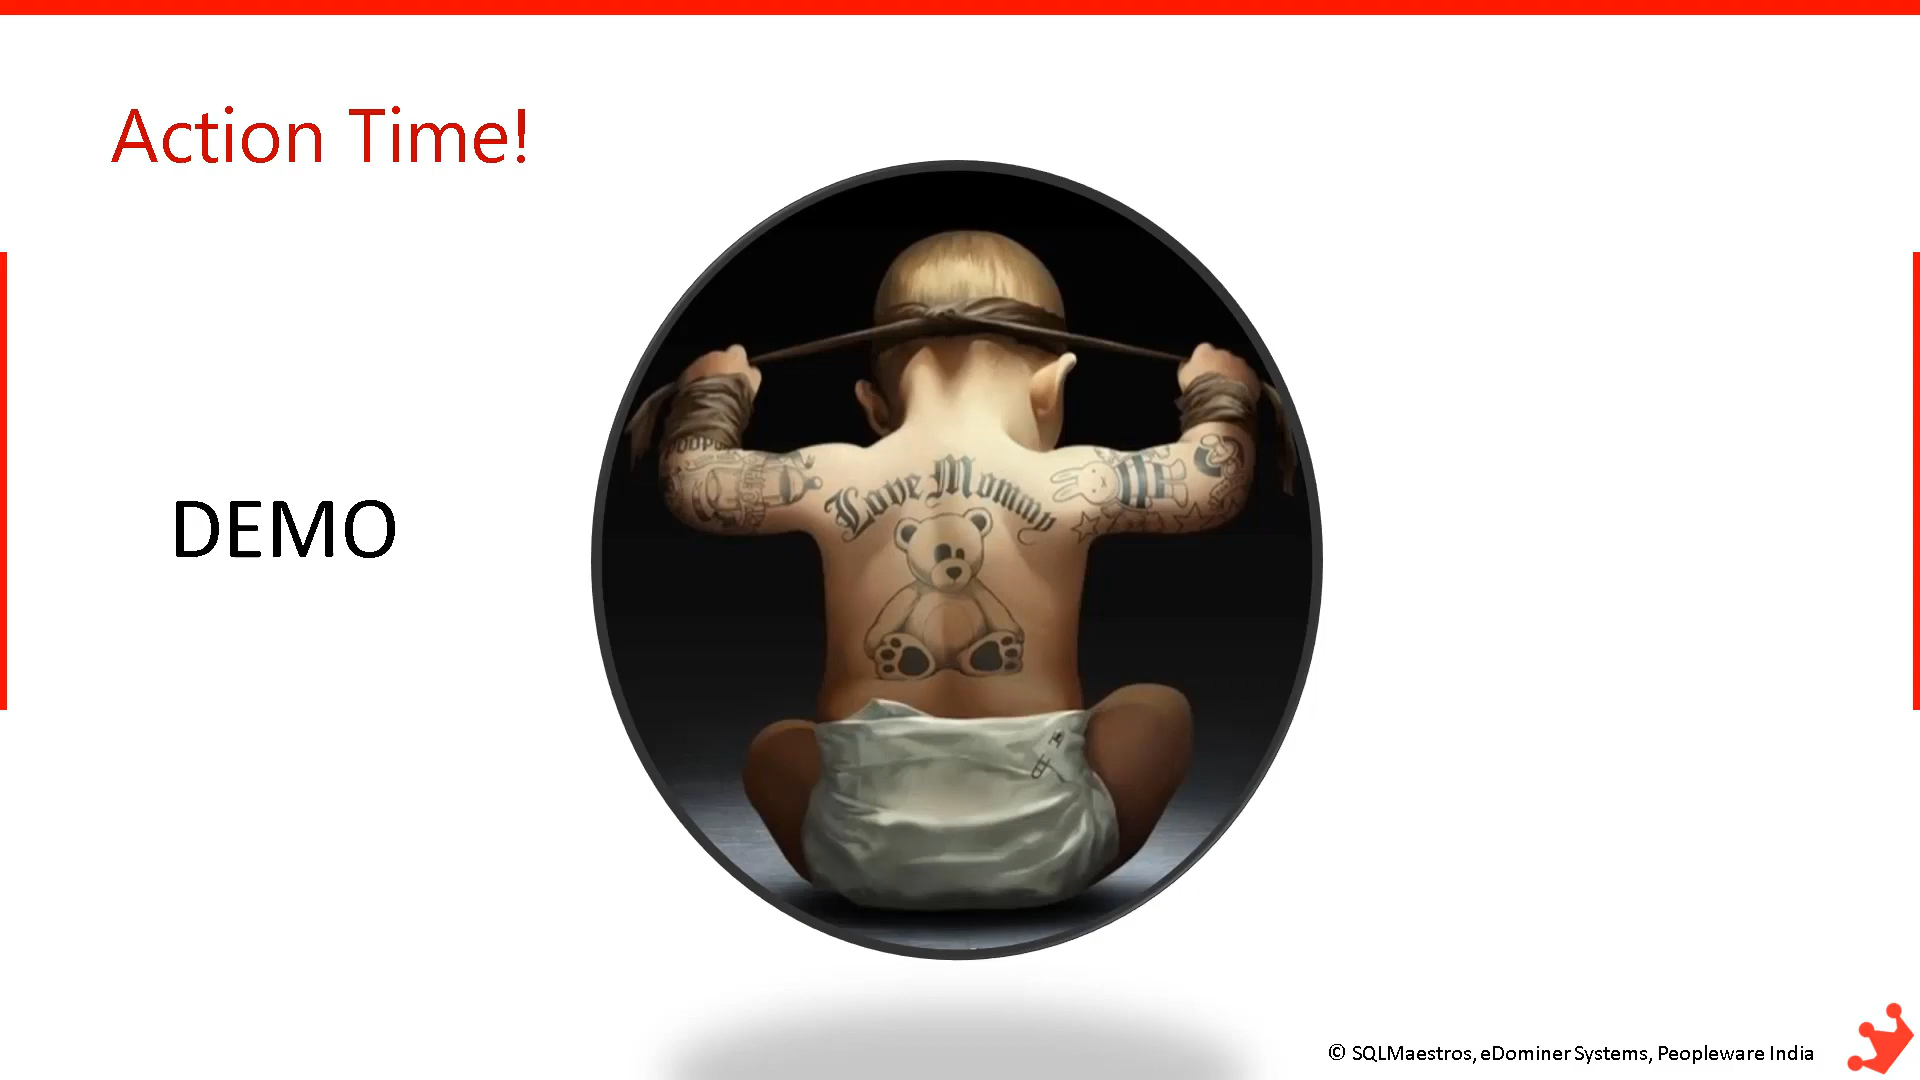 Action Time!
Love Mommy
DEMO
© SQLMaestros, eDominer Systems, Peopleware India